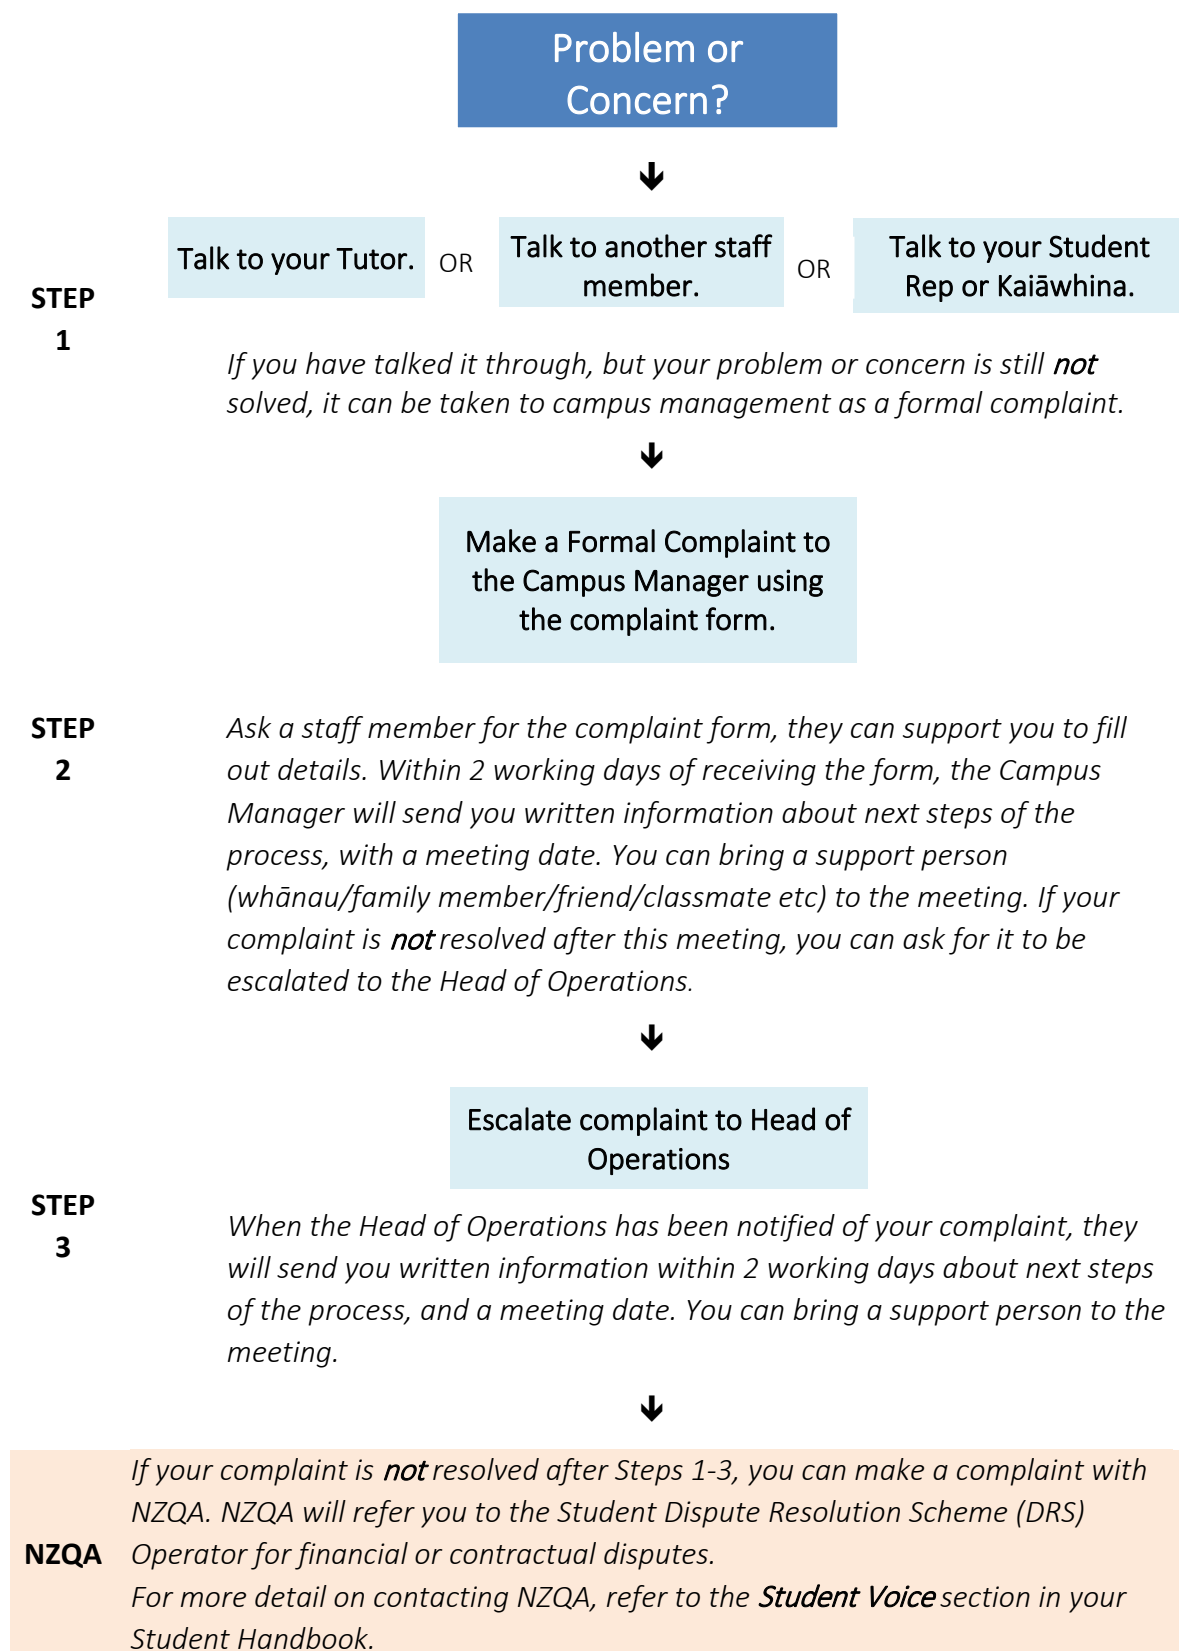 Problem or
Concern?
🡻
Talk to your Tutor.
OR
Talk to another staff
member.
OR
Talk to your Student
Rep or Kaiāwhina.
STEP
1
If you have talked it through, but your problem or concern is still not
solved, it can be taken to campus management as a formal complaint.
🡻
Make a Formal Complaint to
the Campus Manager using
the complaint form.
STEP
2
Ask a staff member for the complaint form, they can support you to fill
out details. Within 2 working days of receiving the form, the Campus
Manager will send you written information about next steps of the
process, with a meeting date. You can bring a support person
(whānau/family member/friend/classmate etc) to the meeting. If your
complaint is not resolved after this meeting, you can ask for it to be
escalated to the Head of Operations.
🡻
Escalate complaint to Head of
Operations
STEP
3
When the Head of Operations has been notified of your complaint, they
will send you written information within 2 working days about next steps
of the process, and a meeting date. You can bring a support person to the
meeting.
🡻
NZQA
If your complaint is not resolved after Steps 1-3, you can make a complaint with
NZQA. NZQA will refer you to the Student Dispute Resolution Scheme (DRS)
Operator for financial or contractual disputes.
For more detail on contacting NZQA, refer to the Student Voice section in your
Student Handbook.